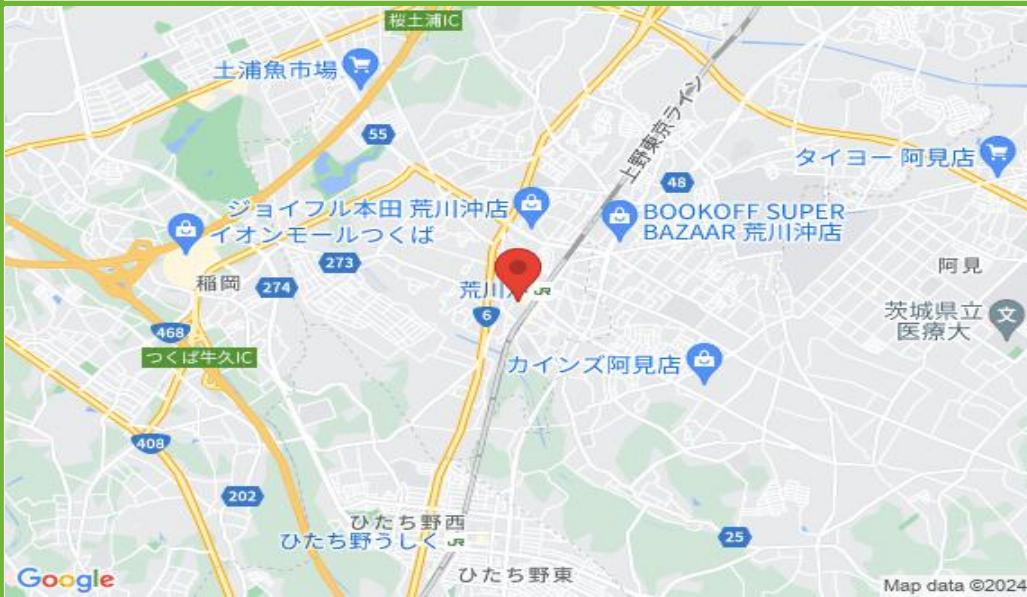 桜土浦IC
土浦魚市場
55
上野東京ライン
タイヨー 阿見店
48
ジョイフル本田 荒川沖店
BOOKOFF SUPER
BAZAAR 荒川沖店
イオンモールつくば
273
稲岡
274
荒川
JR
阿見
茨城県立
医療大
文
6
468
つくば牛久IC
カインズ阿見店
408
202
ひたち野西
ひたち野うしく
JR
25
ひたち野東
Google
Map data ©2024